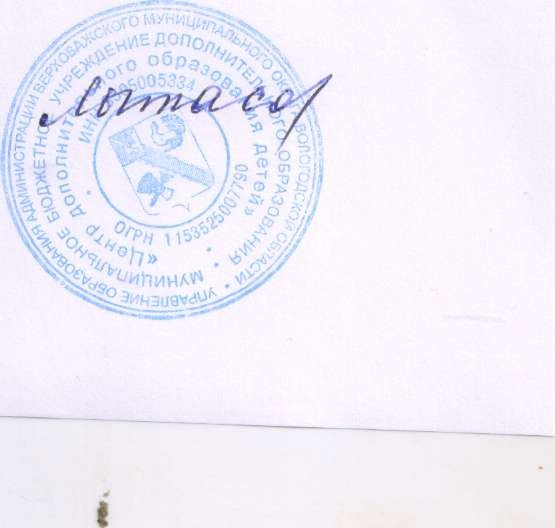 УПРАВЛЕНИЕ ОБРАЗОВАНИЯ АДМИНИСТРАЦИИ ВЕРХОВАЖСКОГО МУНИЦИПАЛЬНОГО ОКРУГА ВОЛОГОДСКОЙ ОБЛАСТИ
МУНИЦИПАЛЬНОЕ БЮДЖЕТНОЕ УЧРЕЖДЕНИЕ ДОПОЛНИТЕЛЬНОГО ОБРАЗОВАНИЯ
«Центр дополнительного образования детей»
ОГРН 1153525007790